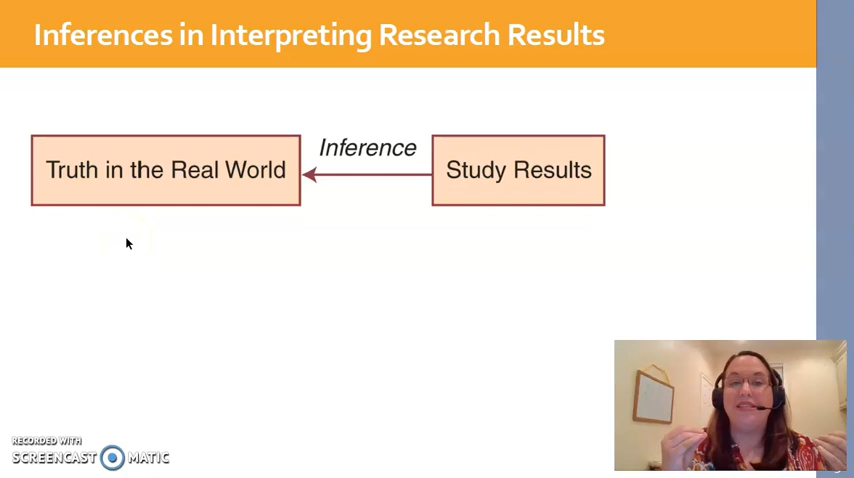 Inferences in Interpreting Research Results
Inference
Truth in the Real World
Study Results
RECORDED WITH
SCREENCAST MATIC